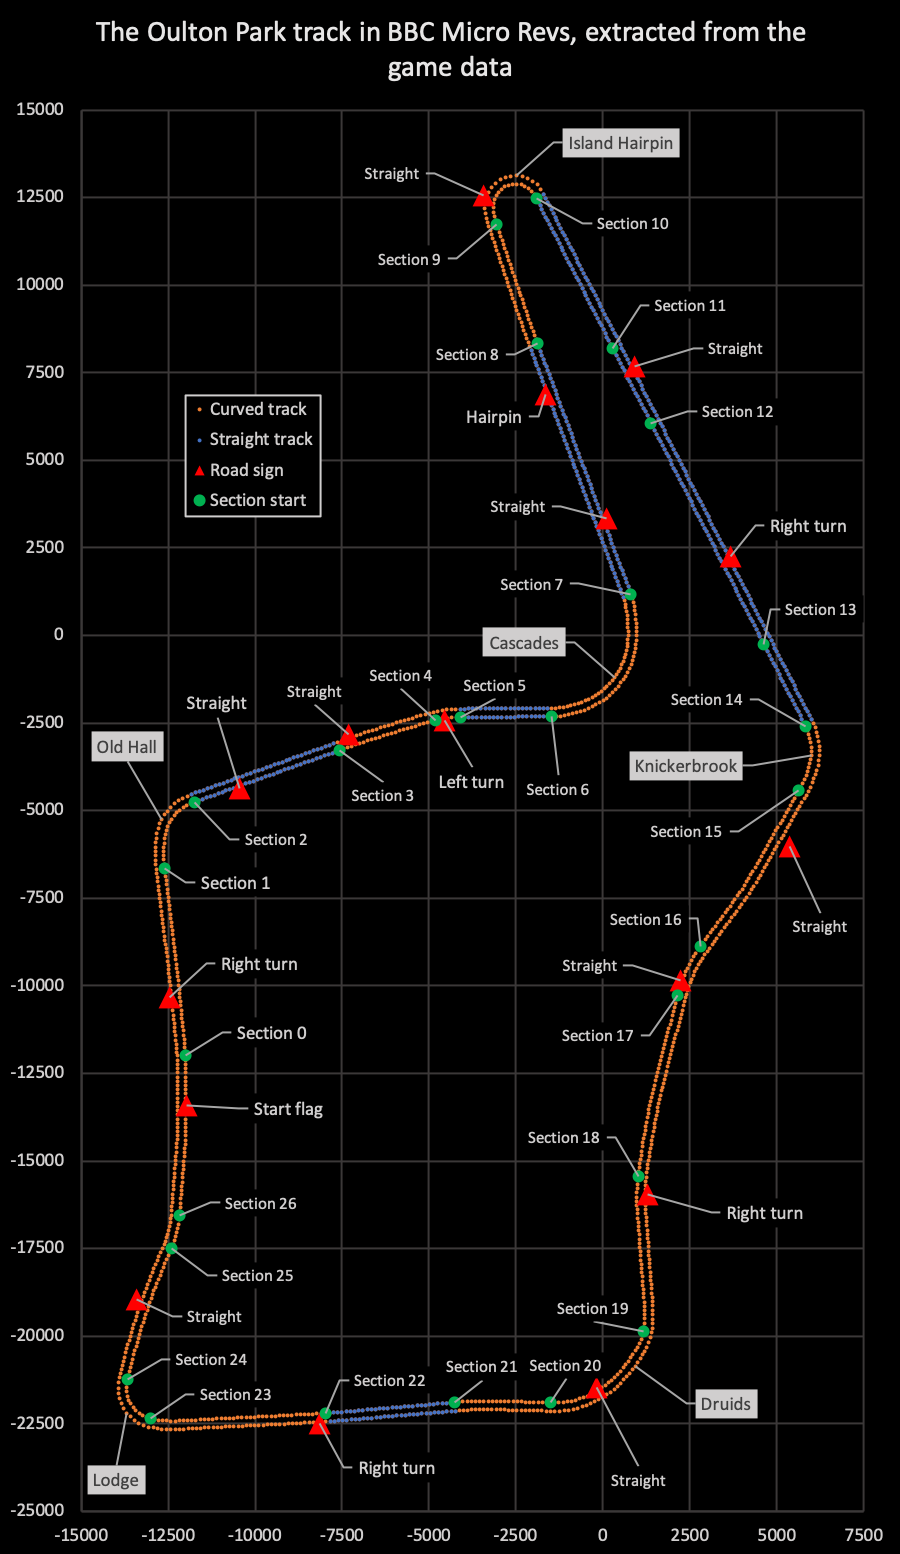 The Oulton Park track in BBC Micro Revs, extracted from the
game data
15000
12500
10000
7500
5000
2500
0
-2500
-5000
-7500
-10000
-12500
-15000
-17500
-20000
-22500
-25000
Island Hairpin
Straight
Section 10
Section 9
Section 11
Section 8
Straight
Curved track
Straight track
Road sign
Section start
Section 12
Hairpin
Straight
Right turn
Section 7
Section 13
Cascades
Section 4
Section 5
Straight
Straight
Section 14
Old Hall
Knickerbrook
Left turn
Section 6
Section 3
Section 2
Section 15
Section 1
Section 16
Straight
Right turn
Straight
Section 0
Section 17
Start flag
Section 18
Section 26
Right turn
Section 25
Section 19
Straight
Section 24
Section 21
Section 20
Section 22
Section 23
Druids
Right turn
Lodge
Straight
-15000 -12500 -10000 -7500 -5000 -2500 0 2500 5000 7500